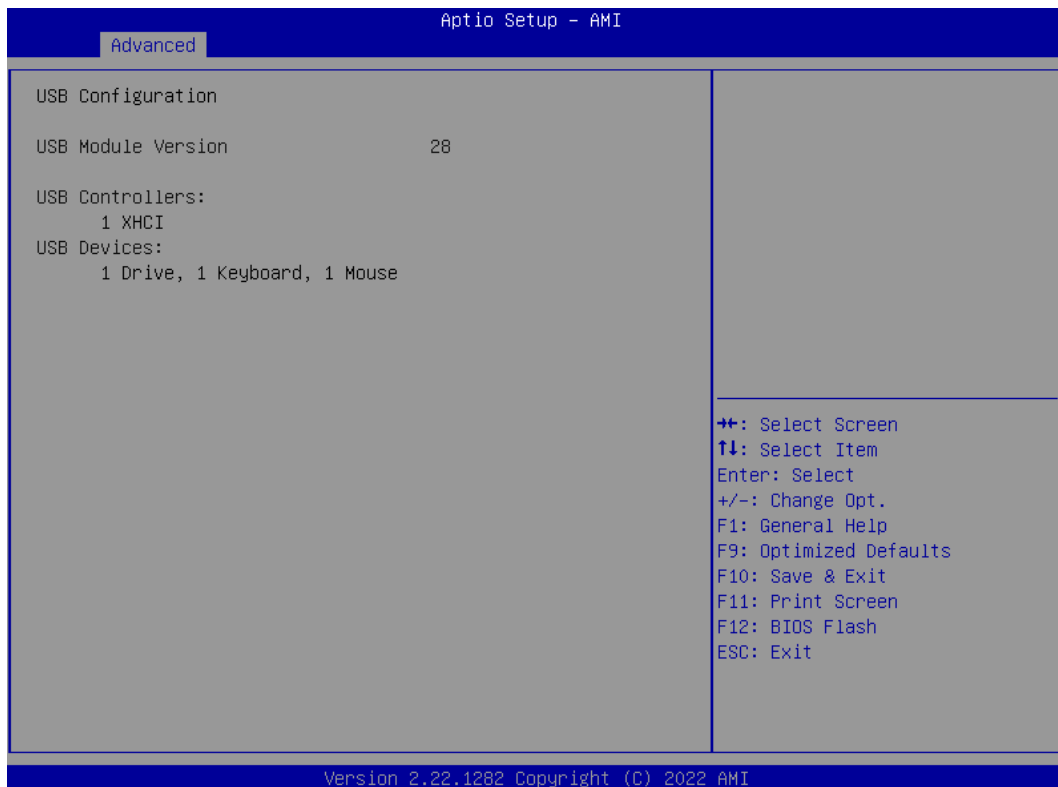 Aptio Setup – AMI
Advanced
USB Configuration
USB Module Version 28
USB Controllers:
1 XHCI
USB Devices:
1 Drive, 1 Keyboard, 1 Mouse
→←: Select Screen
↑↓: Select Item
Enter: Select
+/-: Change Opt.
F1: General Help
F9: Optimized Defaults
F10: Save & Exit
F11: Print Screen
F12: BIOS Flash
ESC: Exit
Version 2.22.1282 Copyright (C) 2022 AMI